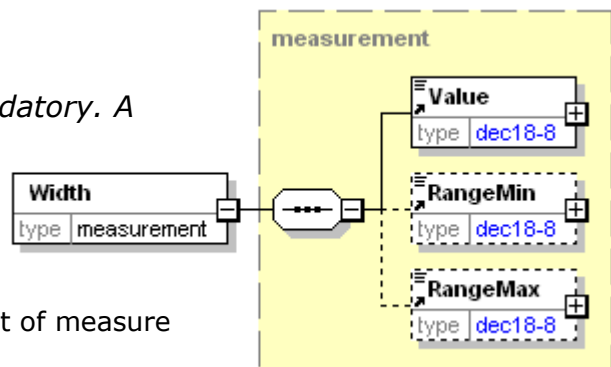 measurement
datory. A
Value
type dec18-8
Width
type measurement
RangeMin
type dec18-8
RangeMax
type dec18-8
t of measure